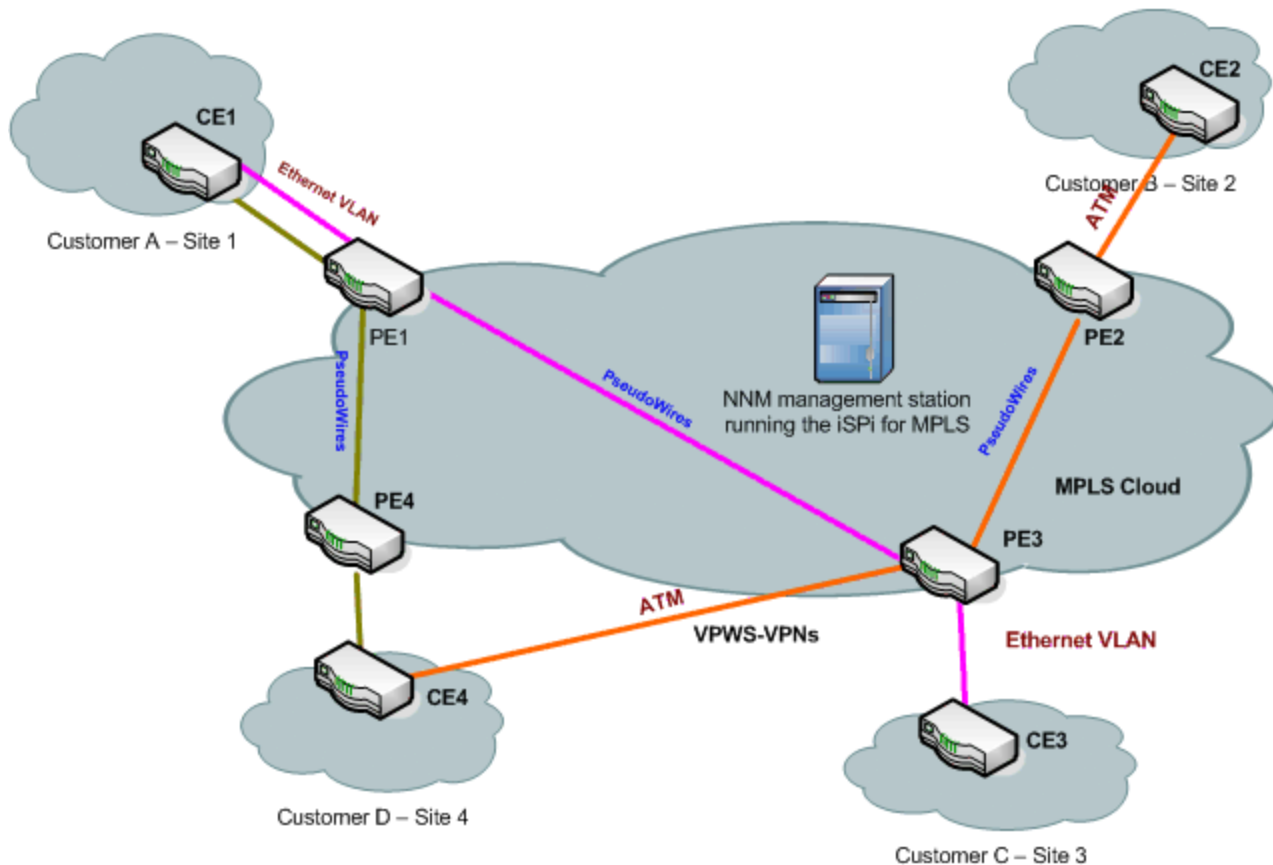 CE1
CE2
Ethernet VLAN
Customer A – Site 1
Customer B – Site 2
ATM
PE1
PE2
PseudoWires
PseudoWires
PseudoWires
NNM management station
running the iSPi for MPLS
MPLS Cloud
PE4
PE3
ATM
VPWS-VPNs
Ethernet VLAN
CE4
CE3
Customer D – Site 4
Customer C – Site 3